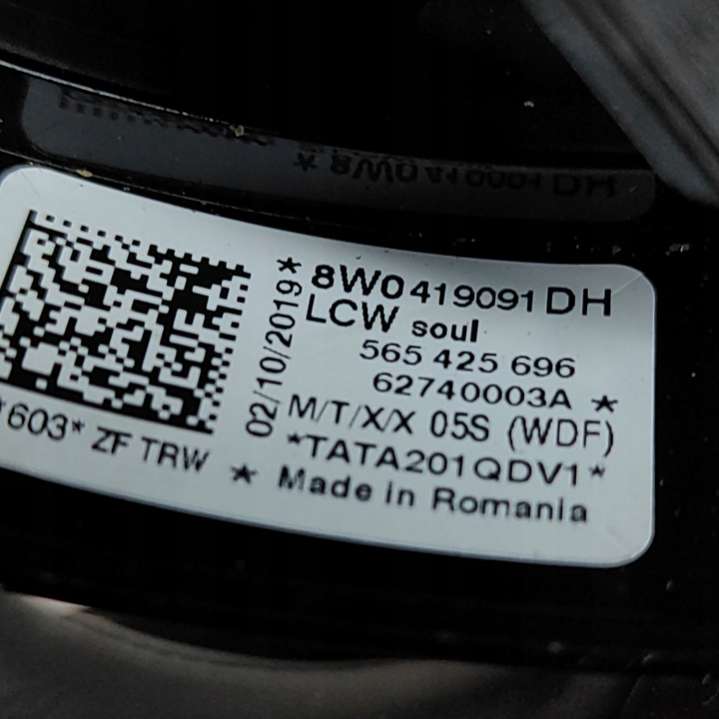 * 8W0419091DH
*8W0419091DH
LCW soul
565 425 696
62740003A *
02/10/2019
M/T/X/X 05S (WDF)
*TATA201QDV1*
*603* ZF TRW * Made in Romania